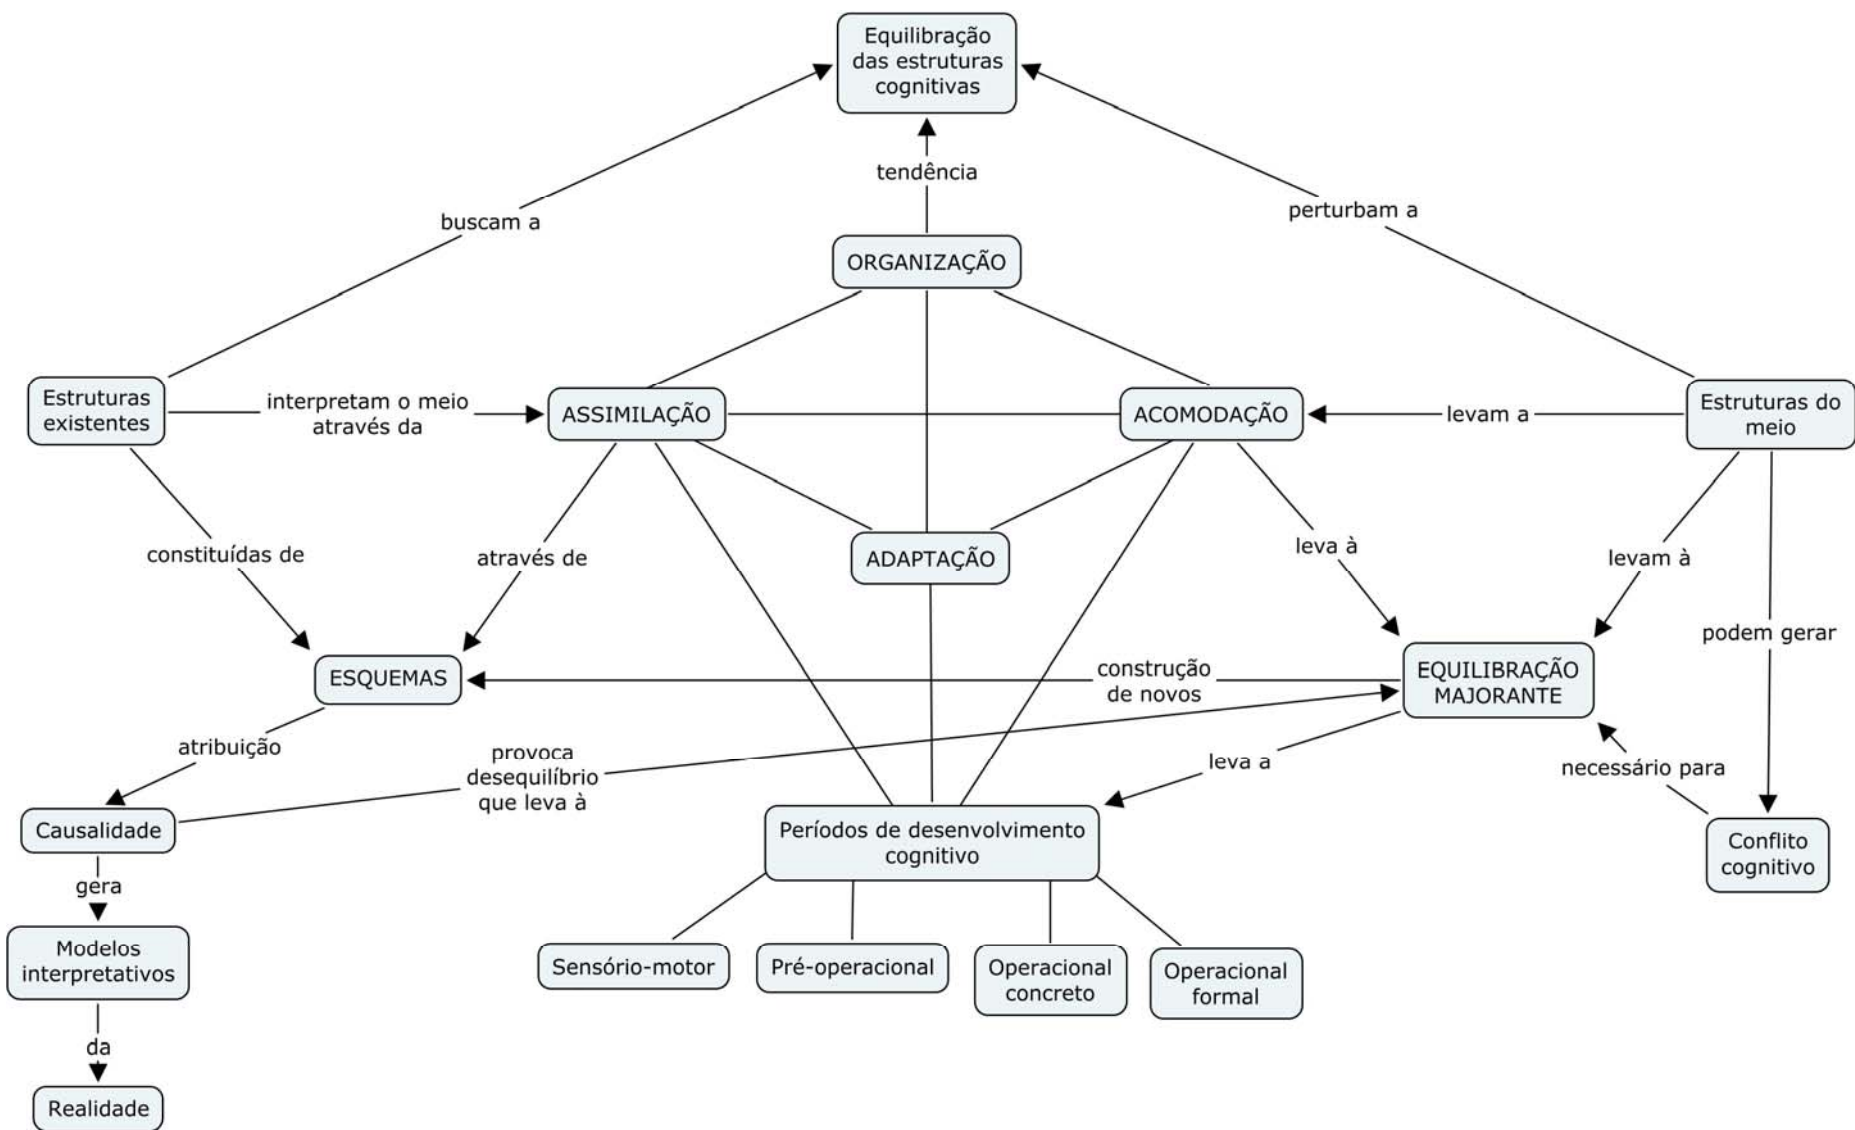 Equilibração
das estruturas
cognitivas
tendência
buscam a
perturbam a
ORGANIZAÇÃO
Estruturas
existentes
interpretam o meio
através da
ASSIMILAÇÃO
ACOMODAÇÃO
levam a
Estruturas do
meio
constituídas de
através de
ADAPTAÇÃO
leva à
levam à
podem gerar
ESQUEMAS
construção
de novos
EQUILIBRAÇÃO
MAJORANTE
atribuição
provoca
desequilíbrio
que leva à
leva a
necessário para
Causalidade
Períodos de desenvolvimento
cognitivo
Conflito
cognitivo
gera
Modelos
interpretativos
Sensório-motor
Pré-operacional
Operacional
concreto
Operacional
formal
da
Realidade